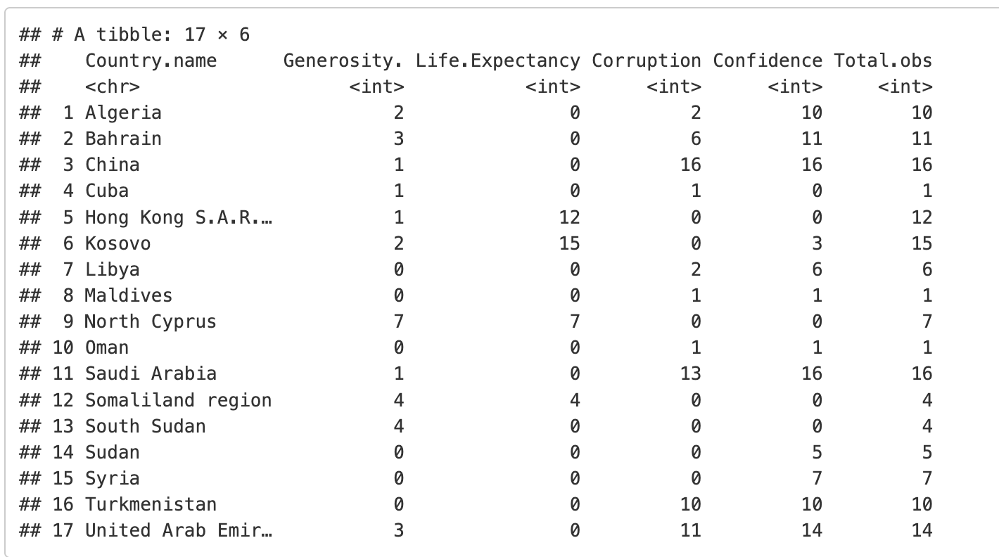 ## # A tibble: 17 × 6
##    Country.name      Generosity. Life.Expectancy Corruption Confidence Total.obs
##    <chr>                   <int>           <int>      <int>      <int>     <int>
##  1 Algeria                     2               0          2         10        10
##  2 Bahrain                     3               0          6         11        11
##  3 China                       1               0         16         16        16
##  4 Cuba                        1               0          1          0         1
##  5 Hong Kong S.A.R.…           1              12          0          0        12
##  6 Kosovo                      2              15          0          3        15
##  7 Libya                       0               0          2          6         6
##  8 Maldives                    0               0          1          1         1
##  9 North Cyprus                7               7          0          0         7
## 10 Oman                        0               0          1          1         1
## 11 Saudi Arabia                1               0         13         16        16
## 12 Somaliland region           4               4          0          0         4
## 13 South Sudan                 4               0          0          0         4
## 14 Sudan                       0               0          0          5         5
## 15 Syria                       0               0          0          7         7
## 16 Turkmenistan                0               0         10         10        10
## 17 United Arab Emir…           3               0         11         14        14